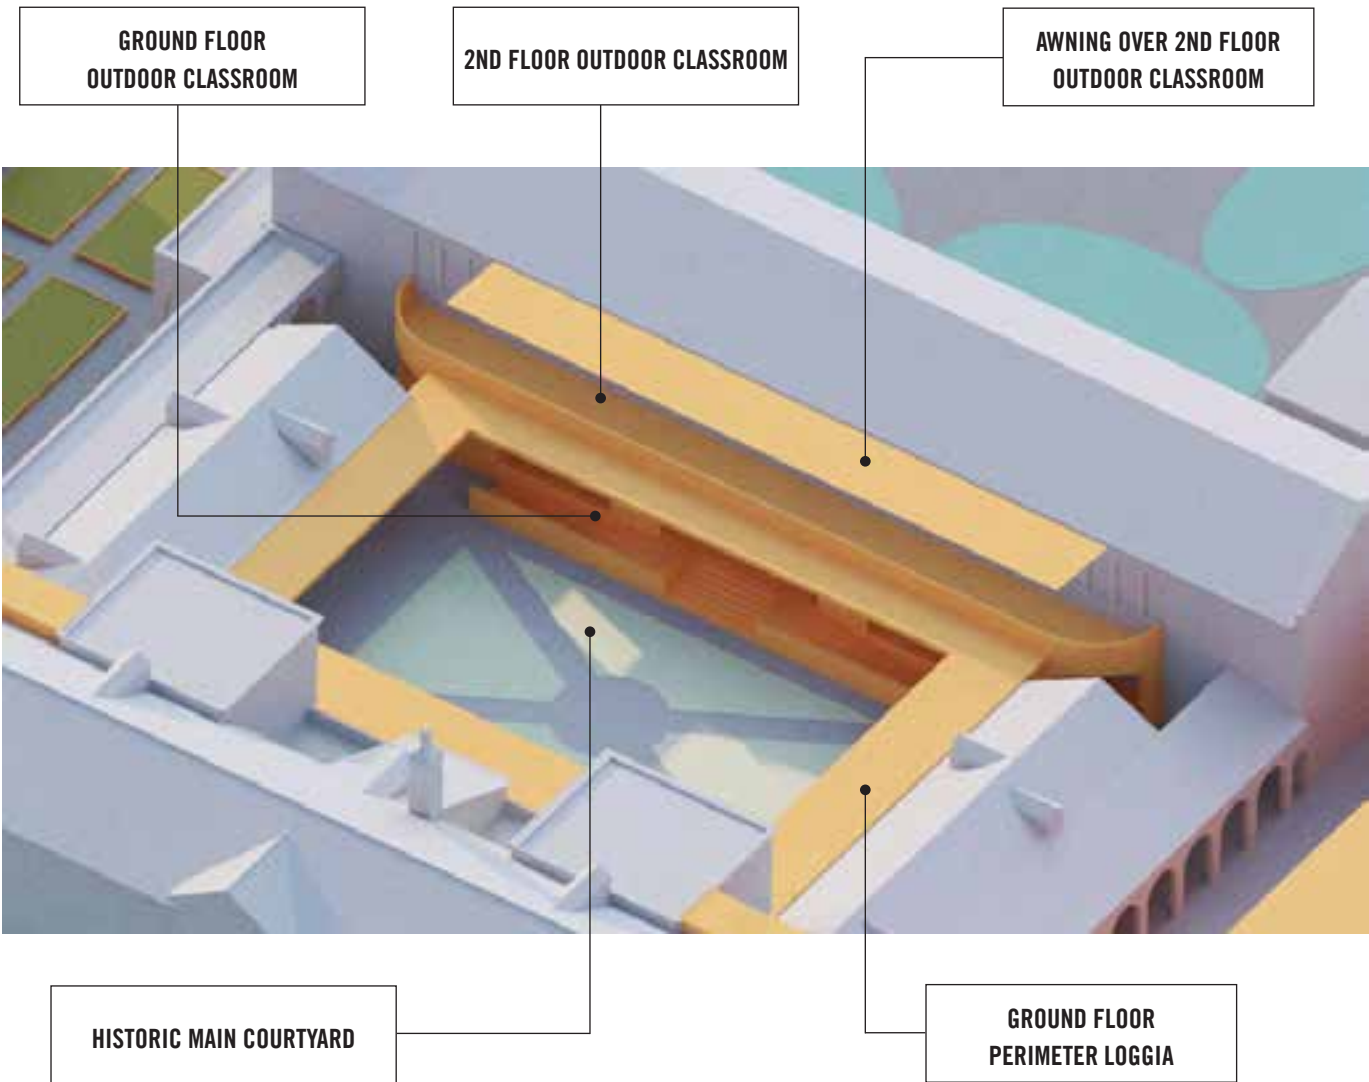 GROUND FLOOR
OUTDOOR CLASSROOM
2ND FLOOR OUTDOOR CLASSROOM
AWNING OVER 2ND FLOOR
OUTDOOR CLASSROOM
HISTORIC MAIN COURTYARD
GROUND FLOOR
PERIMETER LOGGIA